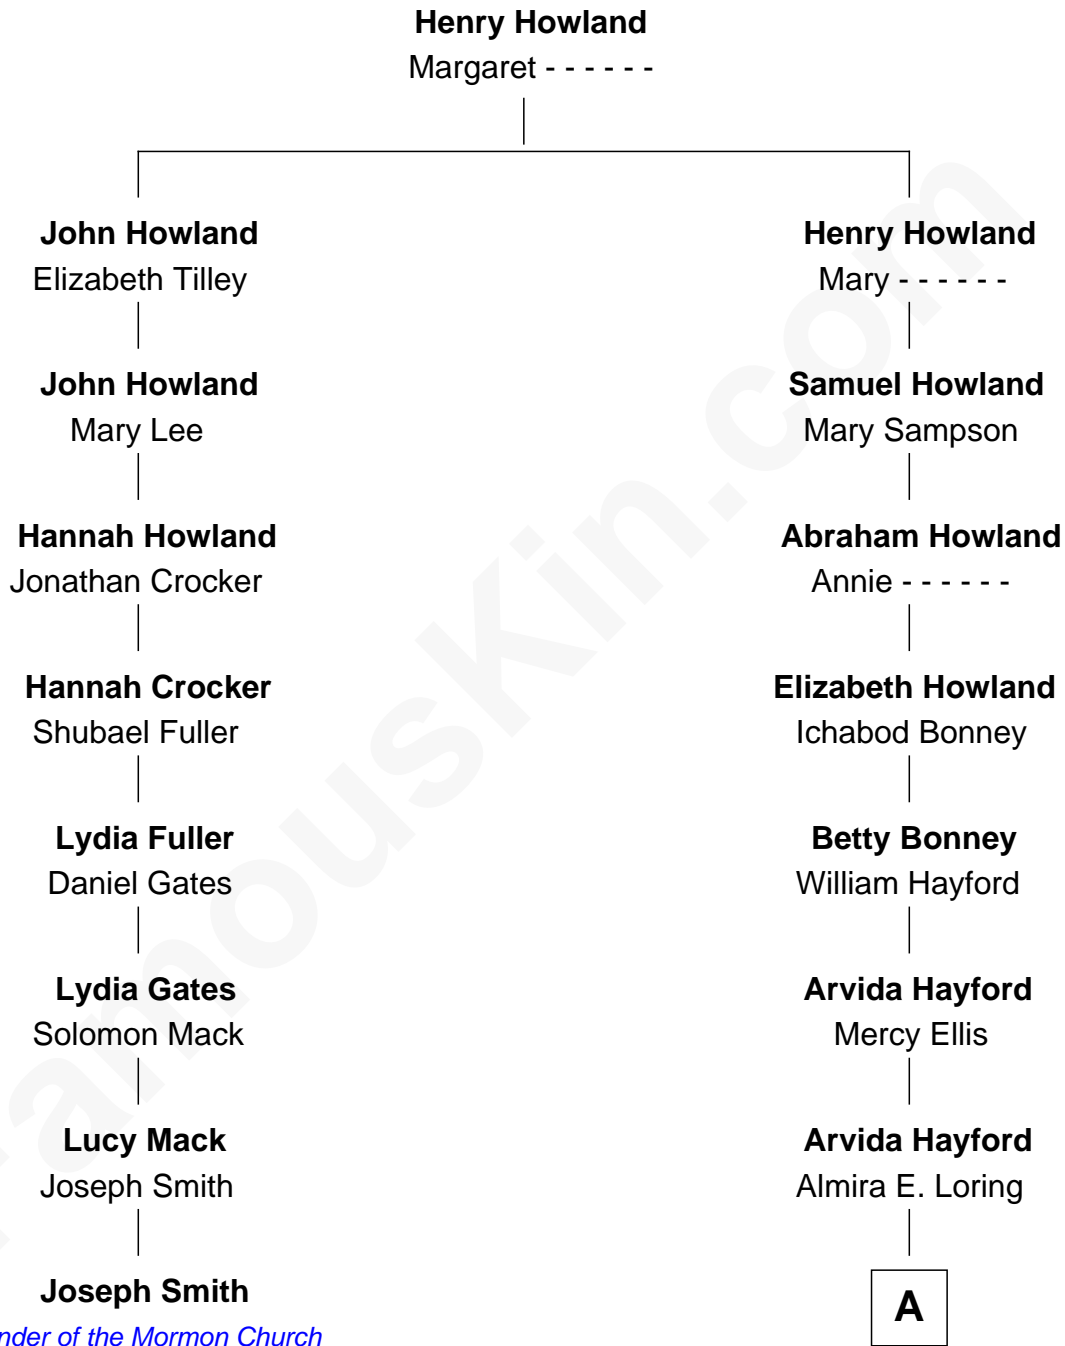 Henry Howland
Margaret - - - - - -
John Howland
Elizabeth Tilley
Henry Howland
Mary - - - - - -
John Howland
Mary Lee
Samuel Howland
Mary Sampson
Hannah Howland
Jonathan Crocker
Abraham Howland
Annie - - - - - -
Hannah Crocker
Shubael Fuller
Elizabeth Howland
Ichabod Bonney
Lydia Fuller
Daniel Gates
Betty Bonney
William Hayford
Lydia Gates
Solomon Mack
Arvida Hayford
Mercy Ellis
Lucy Mack
Joseph Smith
Arvida Hayford
Almira E. Loring
Joseph Smith
nder of the Mormon Church
A
FamousKin.com